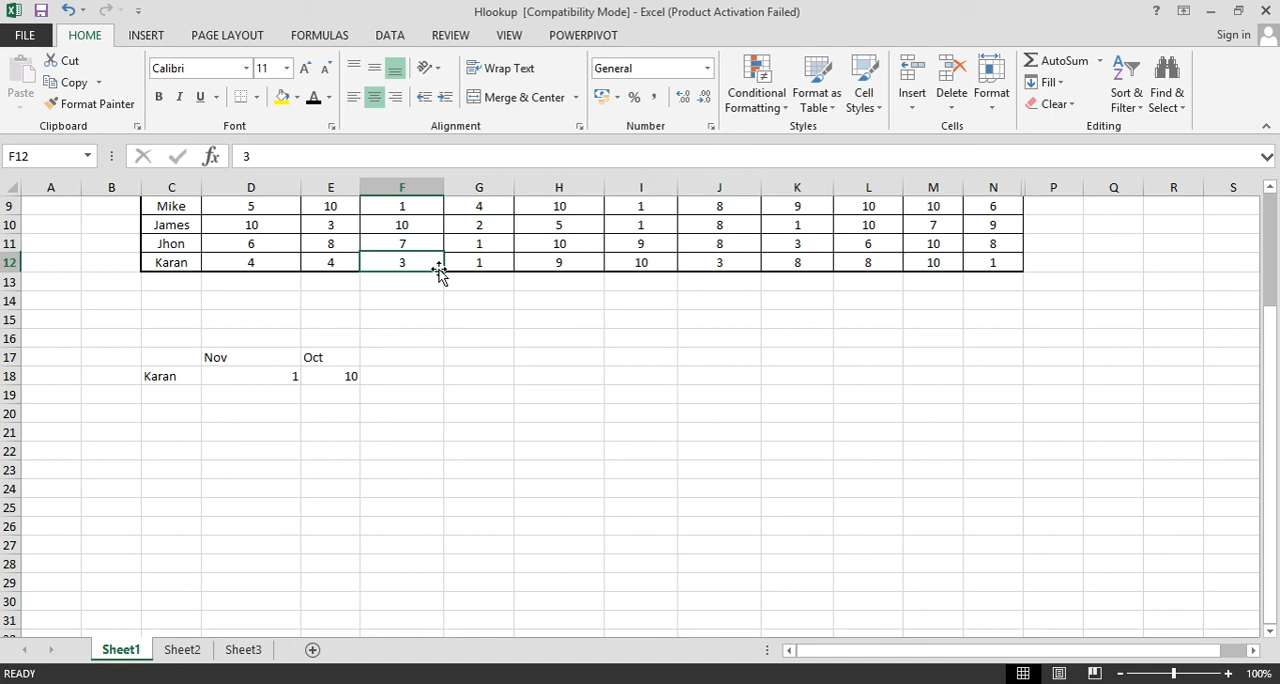 Hlookup [Compatibility Mode] - Excel (Product Activation Failed)
?
FILE HOME INSERT PAGE LAYOUT FORMULAS DATA REVIEW VIEW POWERPIVOT Sign in
Paste
Cut
Copy
Format Painter
Clipboard
Calibri 11 A A
B I U A
Font
Wrap Text
Merge & Center
Alignment
General
% ,
Number
Conditional Formatting
Format as Table
Cell Styles
Styles
Insert Delete Format
Cells
AutoSum
Fill
Clear
Sort & Filter
Find & Select
Editing
F12 fx 3
A B C D E F G H I J K L M N P Q R S
9 Mike 5 10 1 4 10 1 8 9 10 10 6
10 James 10 3 10 2 5 1 8 1 10 7 9
11 Jhon 6 8 7 1 10 9 8 3 6 10 8
12 Karan 4 4 3 1 9 10 3 8 8 10 1
13
14
15
16
17 Nov Oct
18 Karan 1 10
19
20
21
22
23
24
25
26
27
28
29
30
31
Sheet1 Sheet2 Sheet3
READY 100%